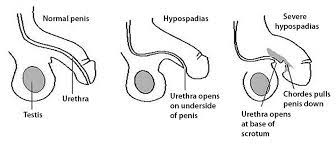 Normal penis
Hypospadias
Severe
hypospadias
Testis
Urethra
Urethra opens
on underside
of penis
Urethra opens
at base of
scrotum
Chordes pulls
penis down